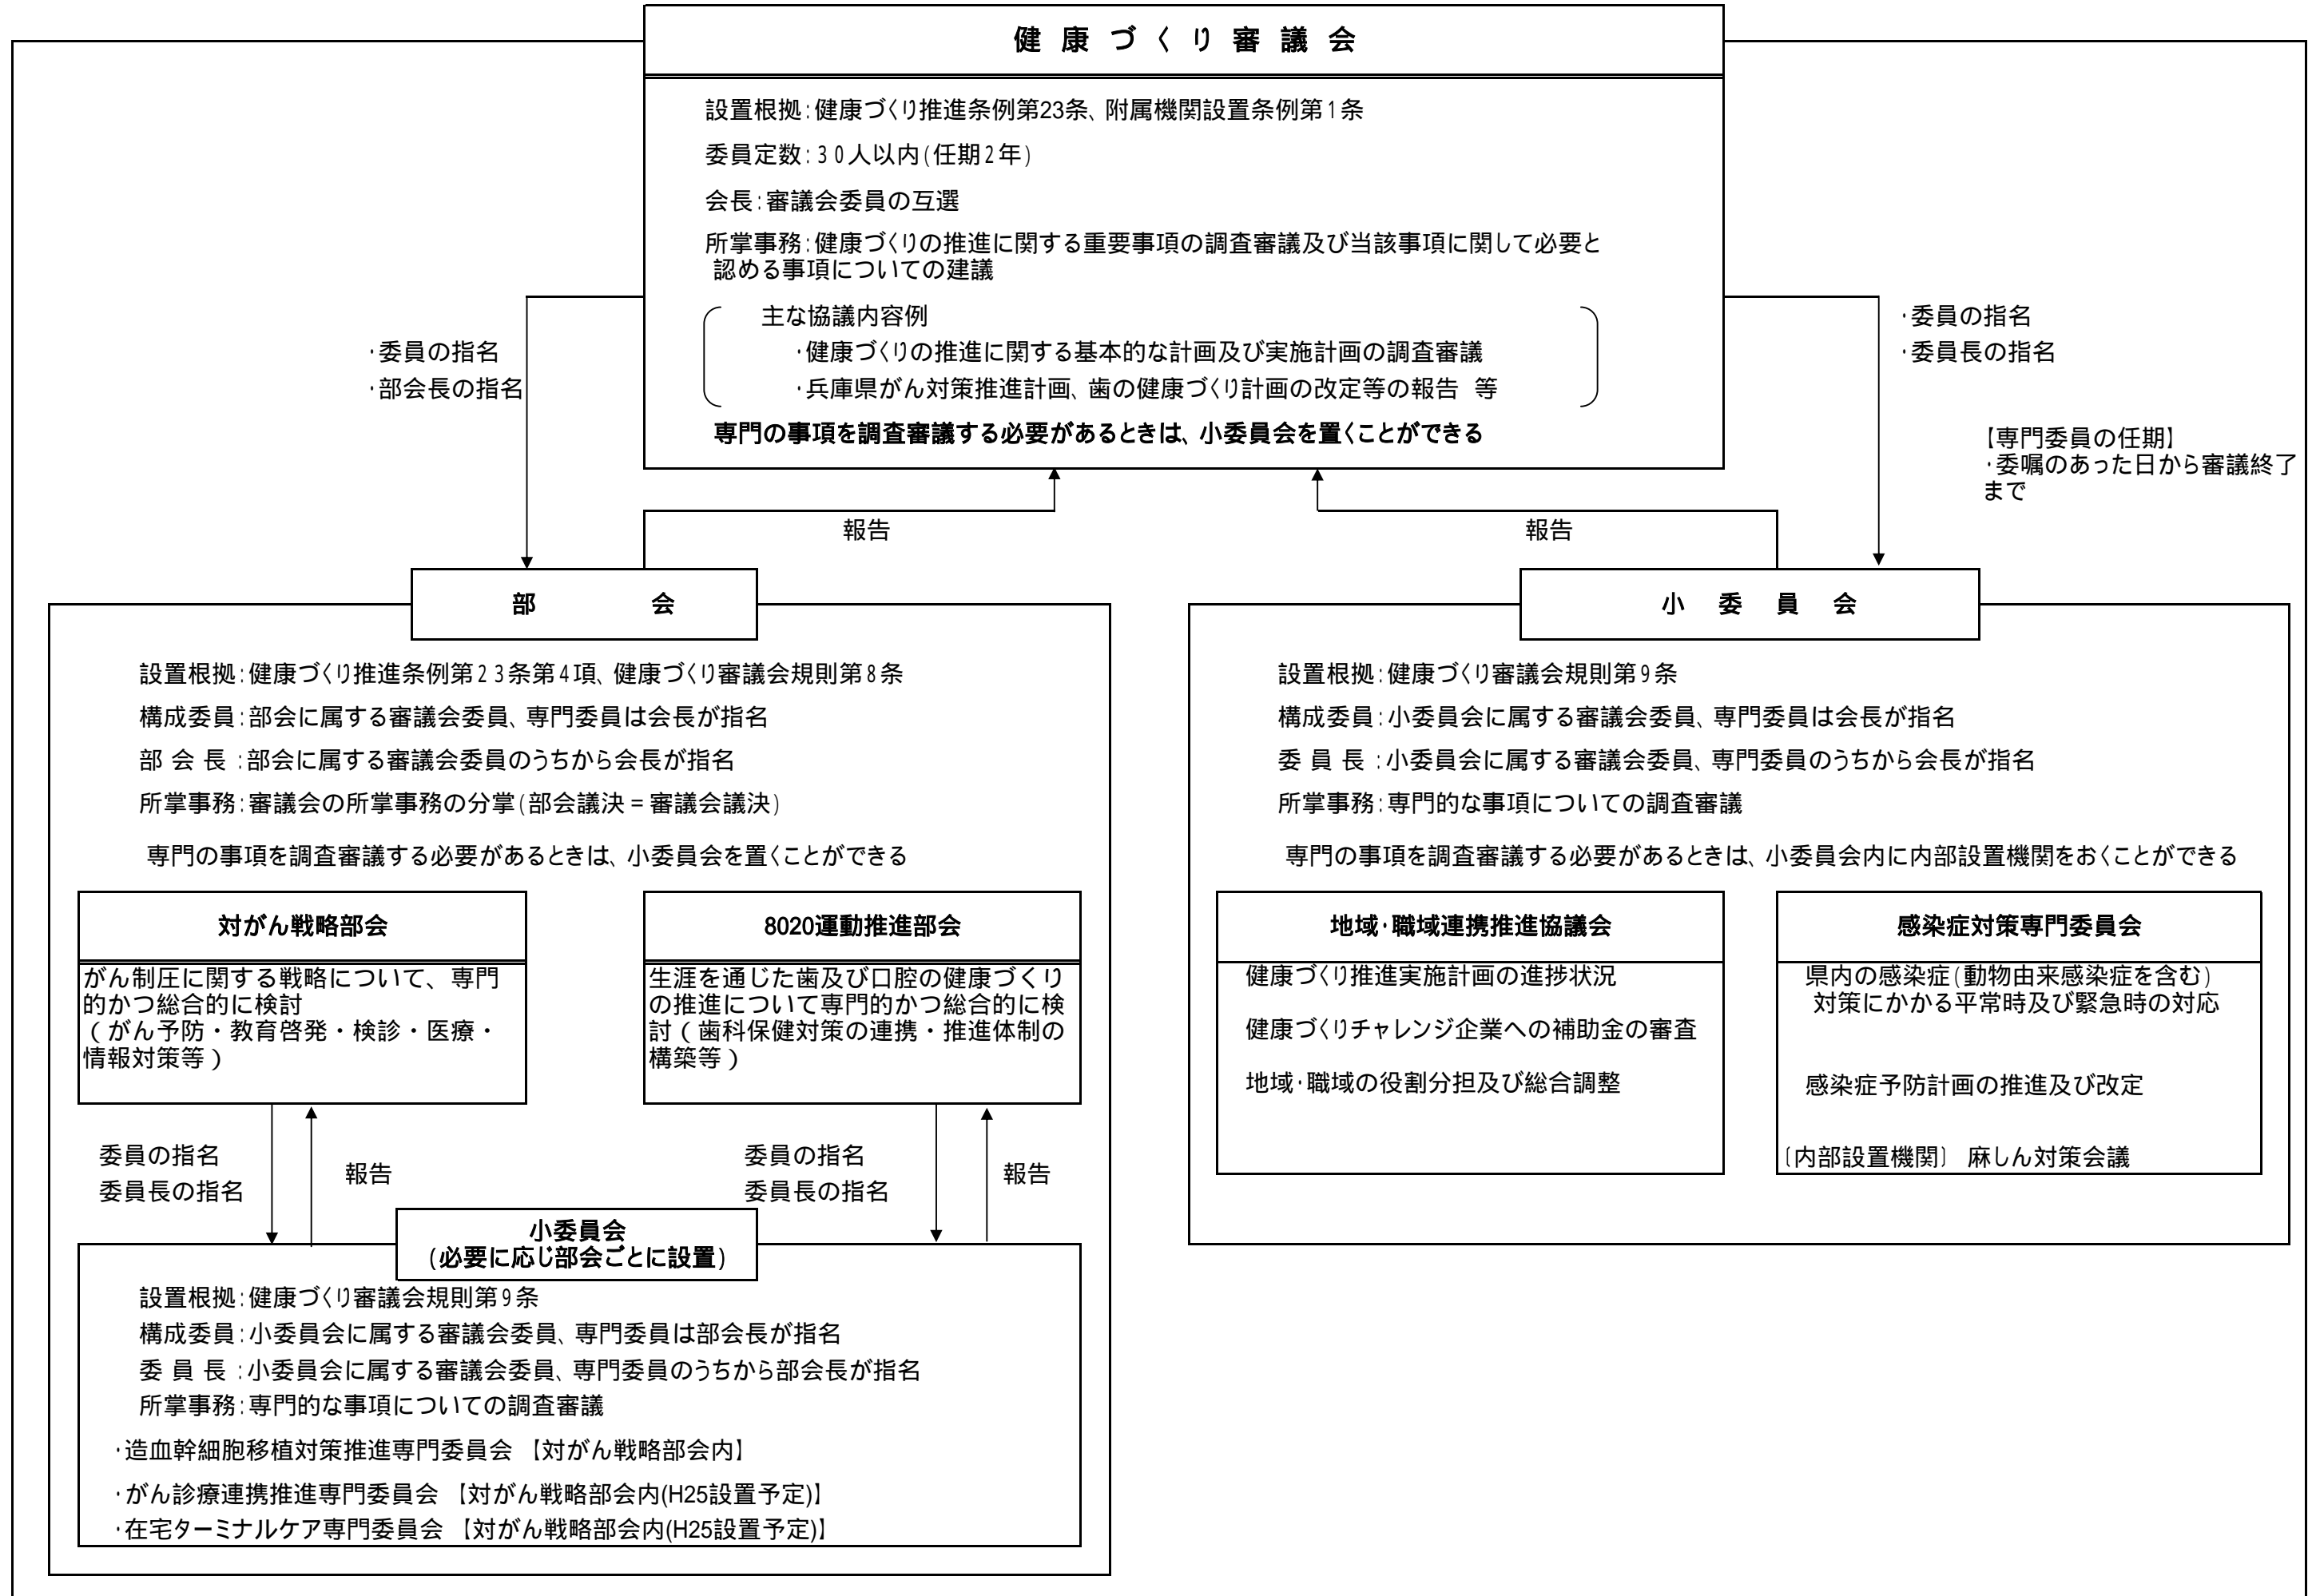 健康づくり審議会
設置根拠:健康づくり推進条例第23条、附属機関設置条例第1条
委員定数:30人以内(任期2年)
会長:審議会委員の互選
所掌事務:健康づくりの推進に関する重要事項の調査審議及び当該事項に関して必要と
認める事項についての建議
主な協議内容例
・健康づくりの推進に関する基本的な計画及び実施計画の調査審議
・兵庫県がん対策推進計画、歯の健康づくり計画の改定等の報告 等
専門の事項を調査審議する必要があるときは、小委員会を置くことができる
・委員の指名
・部会長の指名
・委員の指名
・委員長の指名
【専門委員の任期】
・委嘱のあった日から審議終了
まで
報告
報告
部会
設置根拠:健康づくり推進条例第23条第4項、健康づくり審議会規則第8条
構成委員:部会に属する審議会委員、専門委員は会長が指名
部 会 長 :部会に属する審議会委員のうちから会長が指名
所掌事務:審議会の所掌事務の分掌(部会議決=審議会議決)
専門の事項を調査審議する必要があるときは、小委員会を置くことができる
対がん戦略部会
がん制圧に関する戦略について、専門
的かつ総合的に検討
(がん予防・教育啓発・検診・医療・
情報対策等)
8020運動推進部会
生涯を通じた歯及び口腔の健康づくり
の推進について専門的かつ総合的に検
討(歯科保健対策の連携・推進体制の
構築等)
委員の指名
委員長の指名
報告
委員の指名
委員長の指名
報告
小委員会
(必要に応じ部会ごとに設置)
設置根拠:健康づくり審議会規則第9条
構成委員:小委員会に属する審議会委員、専門委員は部会長が指名
委 員 長 :小委員会に属する審議会委員、専門委員のうちから部会長が指名
所掌事務:専門的な事項についての調査審議
・造血幹細胞移植対策推進専門委員会 【対がん戦略部会内】
・がん診療連携推進専門委員会 【対がん戦略部会内(H25設置予定)】
・在宅ターミナルケア専門委員会 【対がん戦略部会内(H25設置予定)】
小委員会
設置根拠:健康づくり審議会規則第9条
構成委員:小委員会に属する審議会委員、専門委員は会長が指名
委 員 長 :小委員会に属する審議会委員、専門委員のうちから会長が指名
所掌事務:専門的な事項についての調査審議
専門の事項を調査審議する必要があるときは、小委員会内に内部設置機関をおくことができる
地域・職域連携推進協議会
健康づくり推進実施計画の進捗状況
健康づくりチャレンジ企業への補助金の審査
地域・職域の役割分担及び総合調整
感染症対策専門委員会
県内の感染症(動物由来感染症を含む)
対策にかかる平常時及び緊急時の対応
感染症予防計画の推進及び改定
〔内部設置機関〕 麻しん対策会議